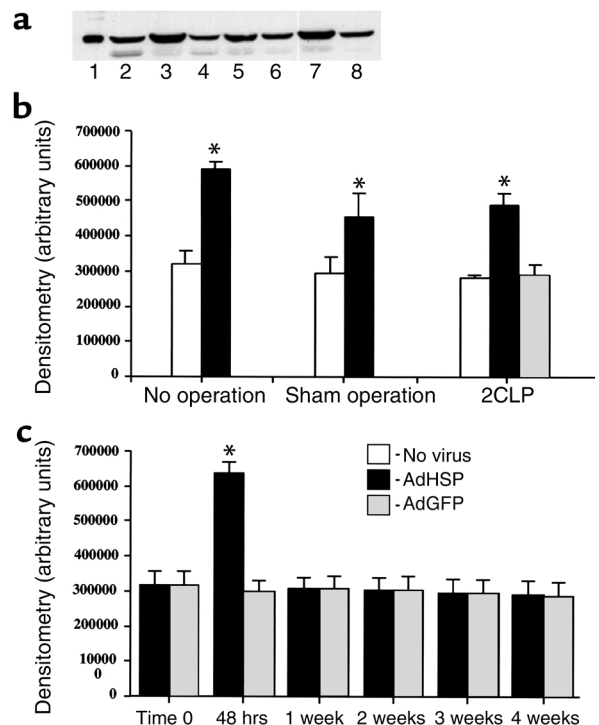 a
1 2 3 4 5 6 7 8
b
Densitometry (arbitrary units)
700000
600000
500000
400000
300000
200000
100000
0
* * *
No operation Sham operation 2CLP
c
Densitometry (arbitrary units)
700000
600000
500000
400000
300000
200000
10000
0
0
*
- No virus
- AdHSP
- AdGFP
Time 0 48 hrs 1 week 2 weeks 3 weeks 4 weeks